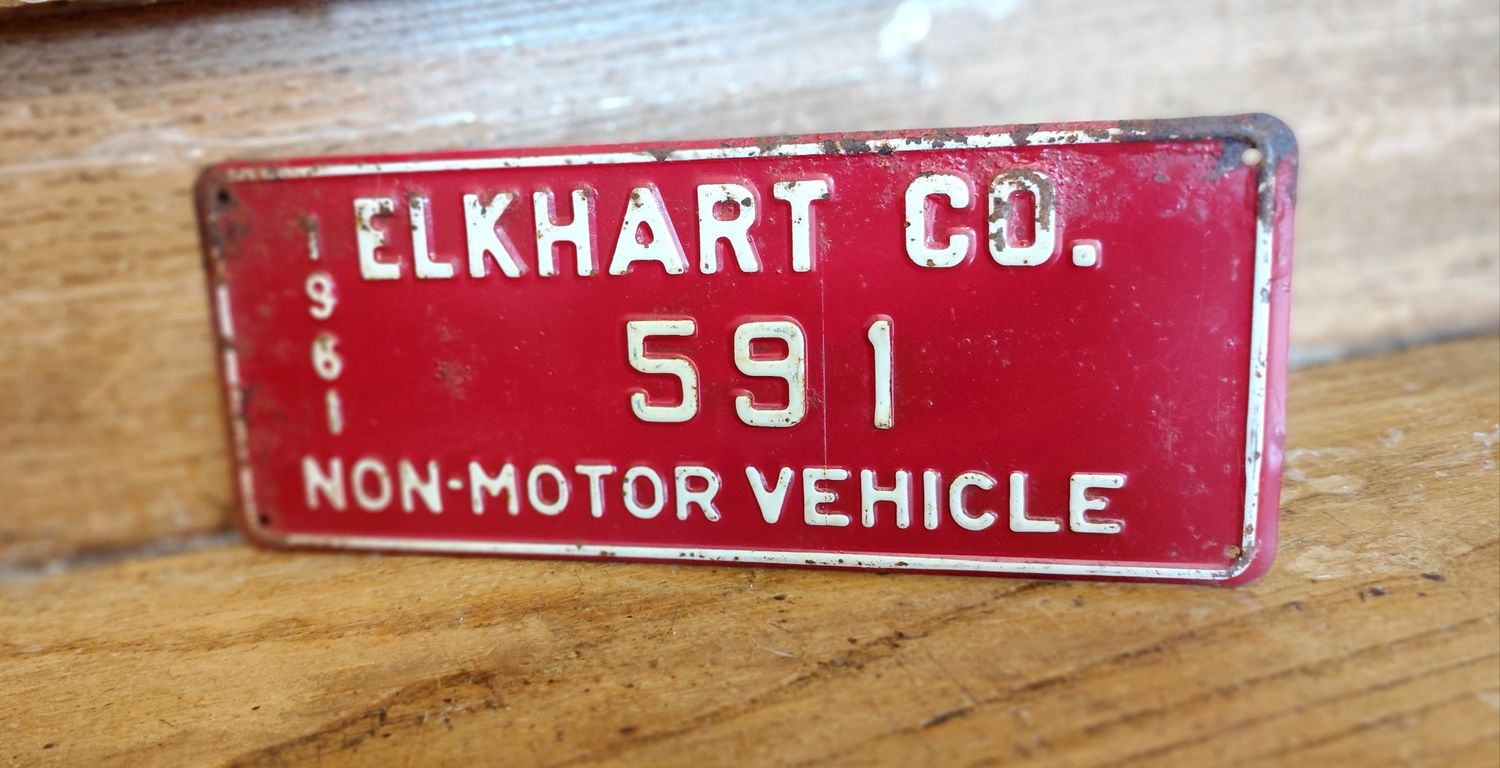 ELKHART CO.
1961
591
NON-MOTOR VEHICLE